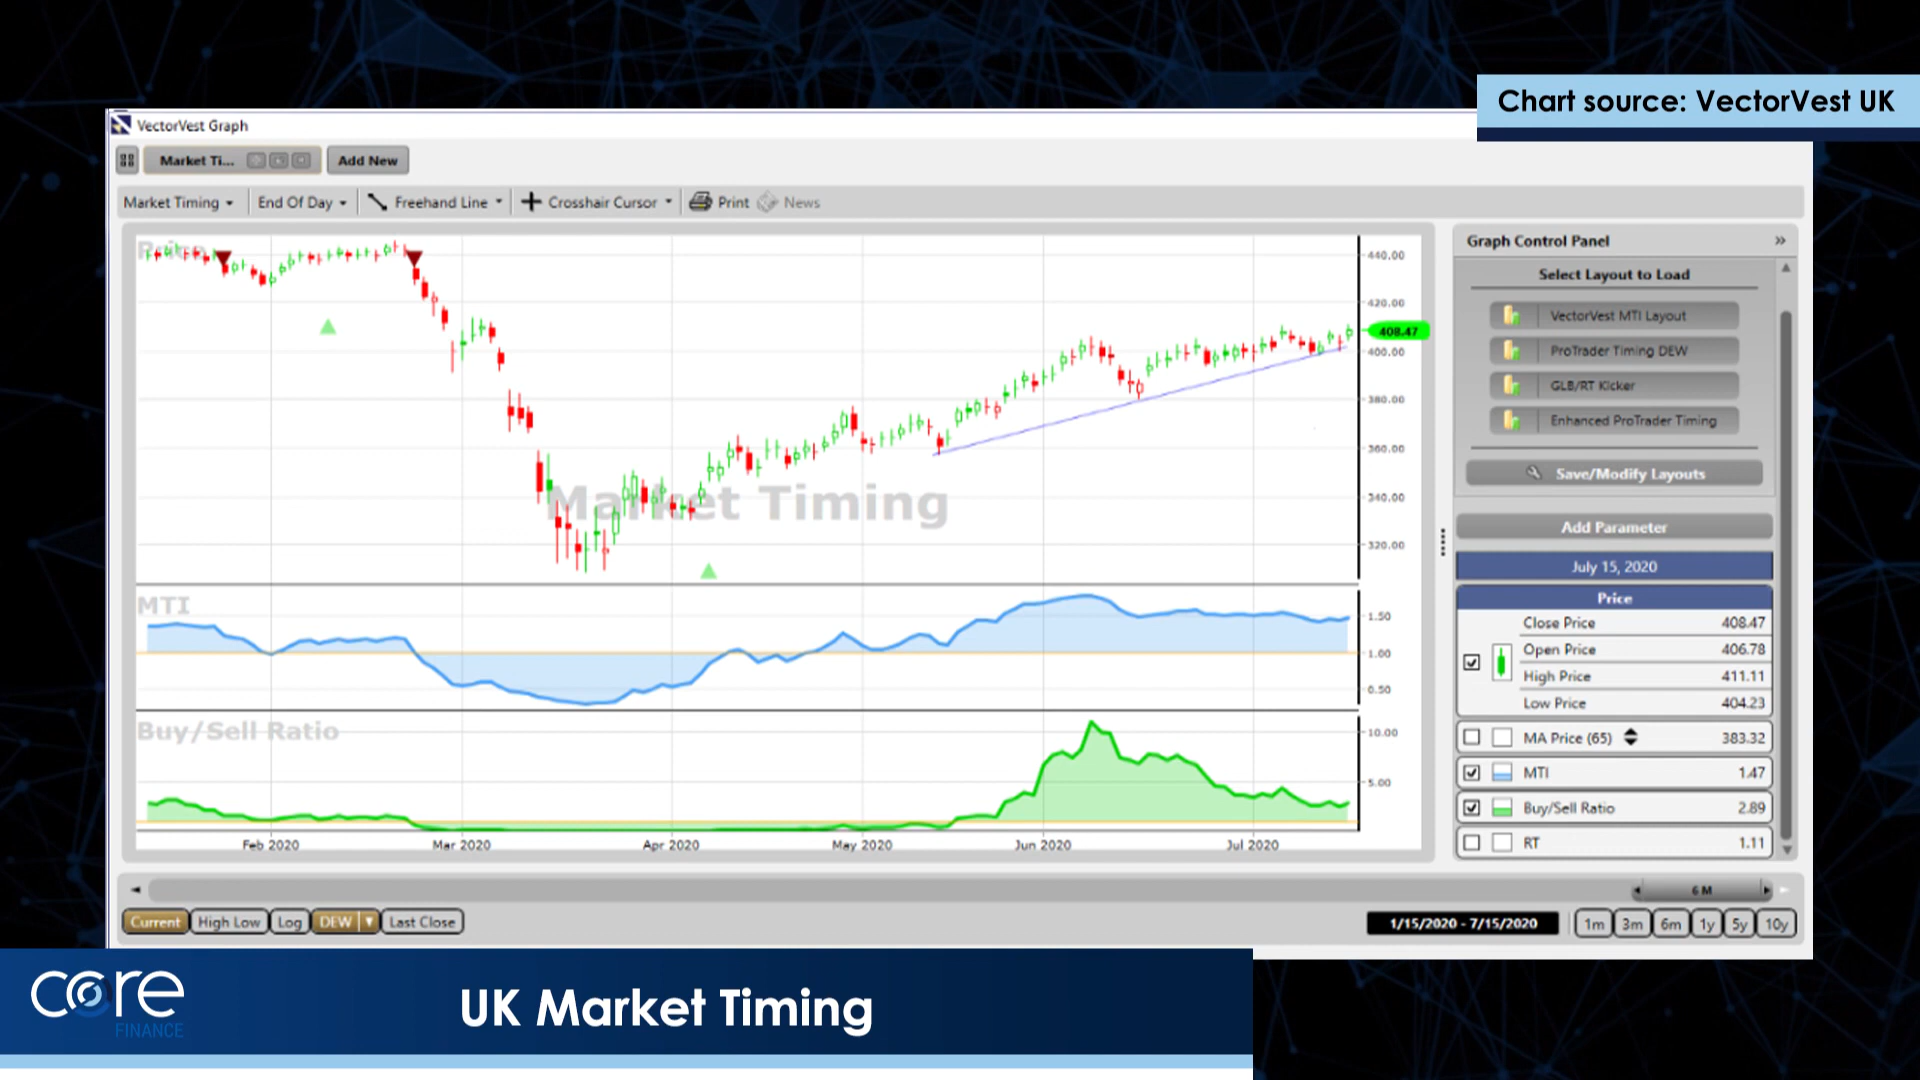 Chart source: VectorVest UK
VectorVest Graph
Market Ti...
Add New
Market Timing
End Of Day
Freehand Line
Crosshair Cursor
Print
News
Price
440.00
420.00
408.47
400.00
380.00
360.00
340.00
320.00
Market Timing
MTI
1.50
1.00
0.50
Buy/Sell Ratio
10.00
5.00
Feb 2020
Mar 2020
Apr 2020
May 2020
Jun 2020
Jul 2020
Graph Control Panel
Select Layout to Load
VectorVest MTI Layout
ProTrader Timing DEW
GLB/RT Kicker
Enhanced ProTrader Timing
Save/Modify Layouts
Add Parameter
July 15, 2020
Price
Close Price 408.47
Open Price 406.78
High Price 411.11
Low Price 404.23
MA Price (65) 383.32
MTI 1.47
Buy/Sell Ratio 2.89
RT 1.11
6 M
Current
High Low
Log
DEW
Last Close
1/15/2020 - 7/15/2020
1m
3m
6m
1y
5y
10y
core
FINANCE
UK Market Timing